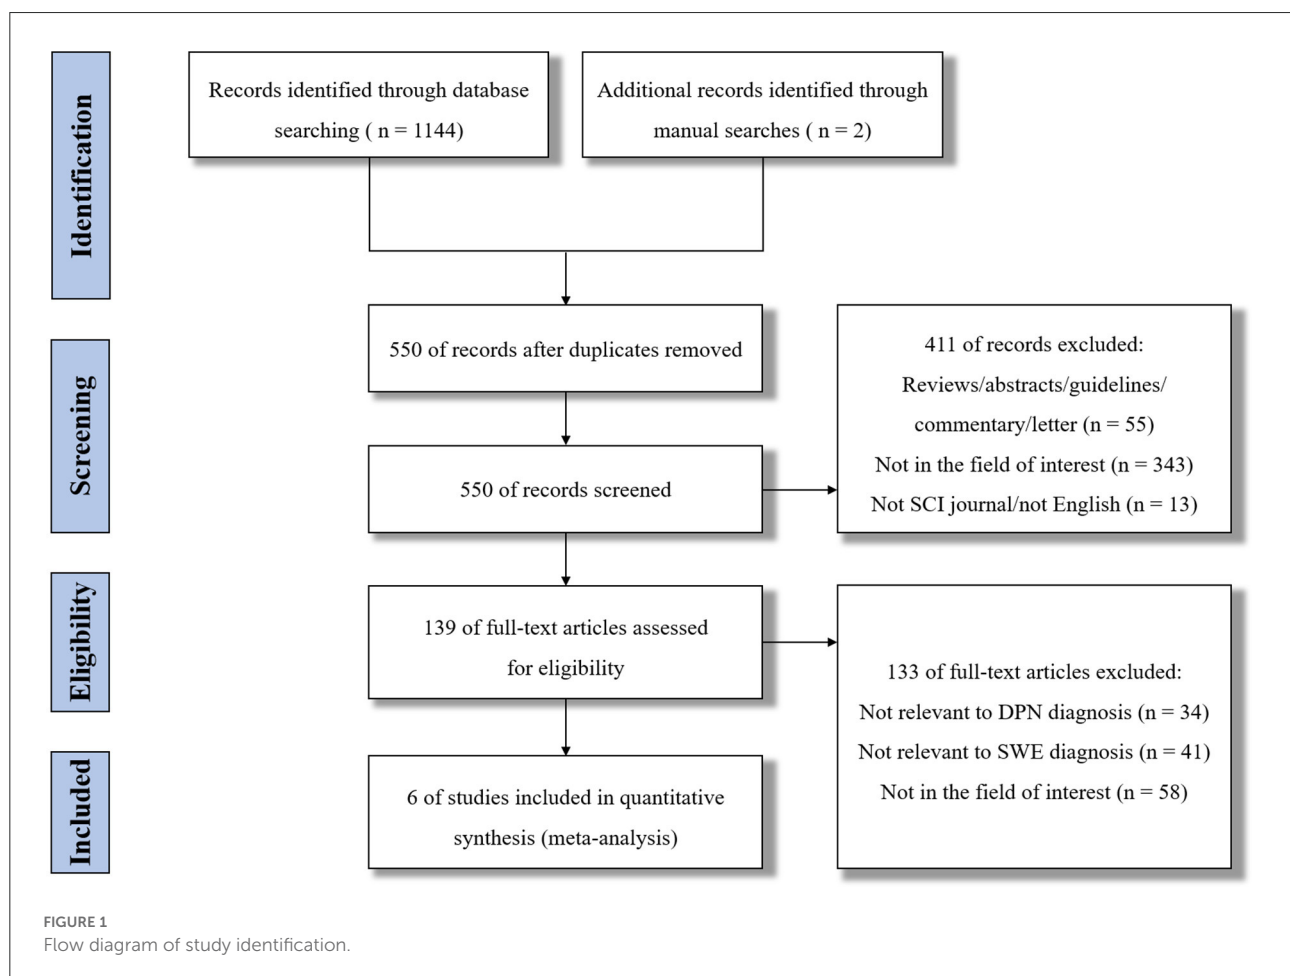 Identification
Records identified through database
searching ( n = 1144)
Additional records identified through
manual searches ( n = 2)
Screening
550 of records after duplicates removed
550 of records screened
411 of records excluded:
Reviews/abstracts/guidelines/
commentary/letter (n = 55)
Not in the field of interest (n = 343)
Not SCI journal/not English (n = 13)
Eligibility
139 of full-text articles assessed
for eligibility
133 of full-text articles excluded:
Not relevant to DPN diagnosis (n = 34)
Not relevant to SWE diagnosis (n = 41)
Not in the field of interest (n = 58)
Included
6 of studies included in quantitative
synthesis (meta-analysis)
FIGURE 1
Flow diagram of study identification.